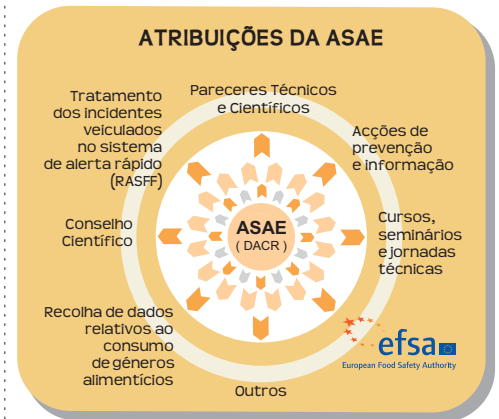 ATRIBUIÇÕES DA ASAE
Pareceres Técnicos
e Científicos
Acções de
prevenção
e informação
Cursos,
seminários
e jornadas
técnicas
efsa
European Food Safety Authority
Outros
Recolha de dados
relativos ao
consumo
de géneros
alimentícios
Conselho
Científico
Tratamento
dos incidentes
veiculados
no sistema
de alerta rápido
(RASFF)
ASAE
( DACR )